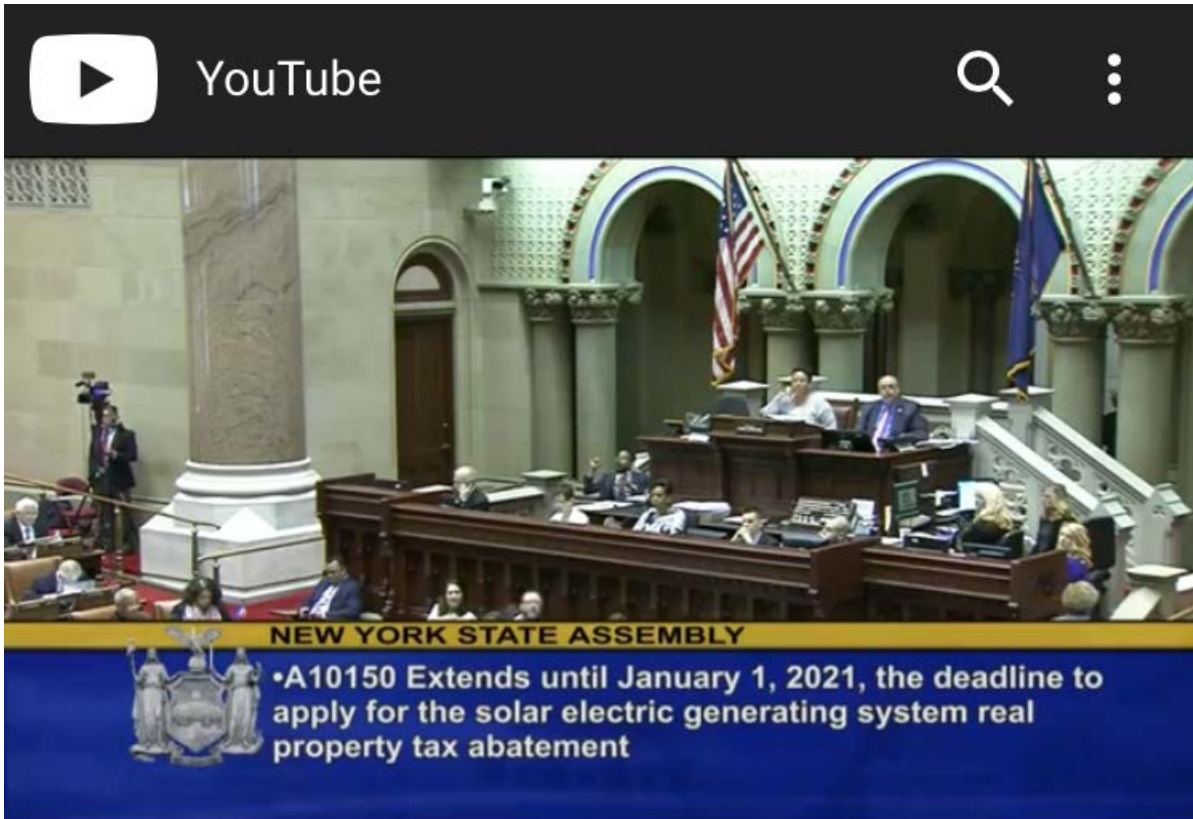 YouTube
NEW YORK STATE ASSEMBLY
•A10150 Extends until January 1, 2021, the deadline to
apply for the solar electric generating system real
property tax abatement